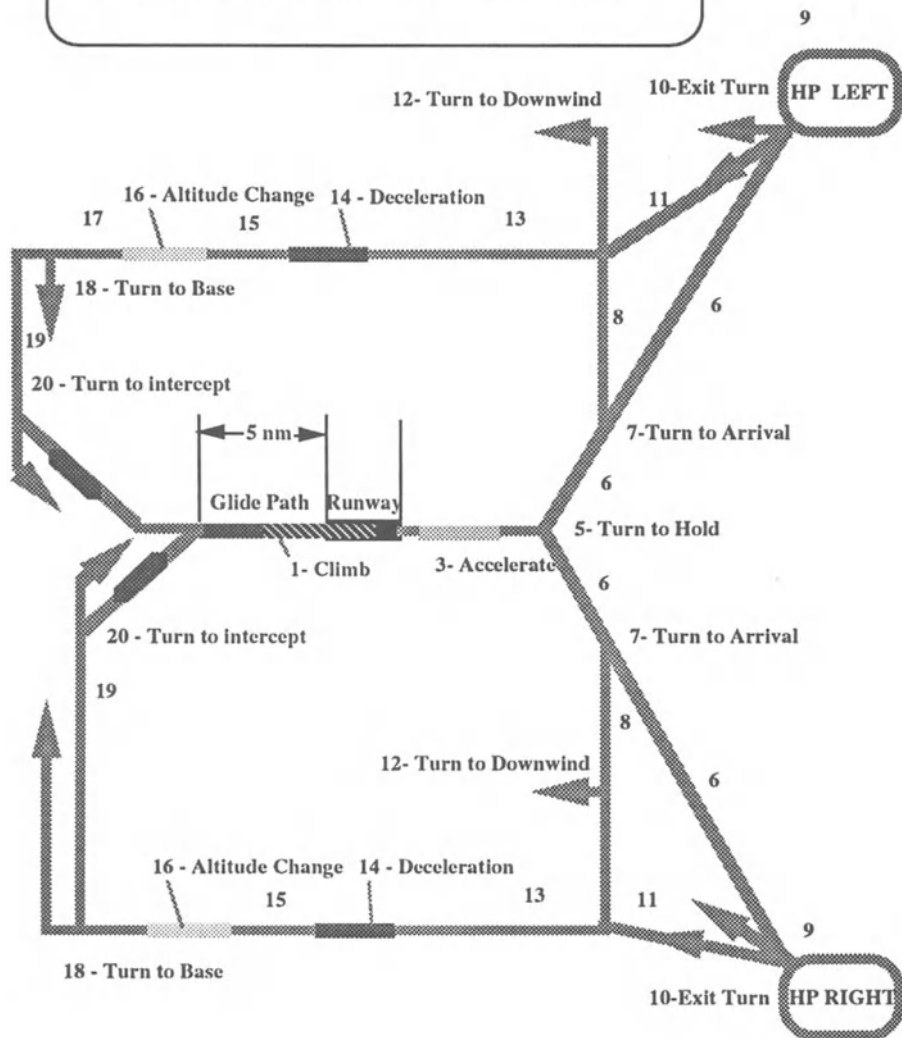 9
10-Exit Turn
HP LEFT
12- Turn to Downwind
16 - Altitude Change
14 - Deceleration
17
15
13
11
18 - Turn to Base
6
8
19
20 - Turn to intercept
5 nm
7-Turn to Arrival
6
Glide Path
Runway
5- Turn to Hold
1- Climb
3- Accelerate
6
20 - Turn to intercept
7- Turn to Arrival
19
8
12- Turn to Downwind
6
16 - Altitude Change
14 - Deceleration
15
13
11
9
18 - Turn to Base
10-Exit Turn
HP RIGHT